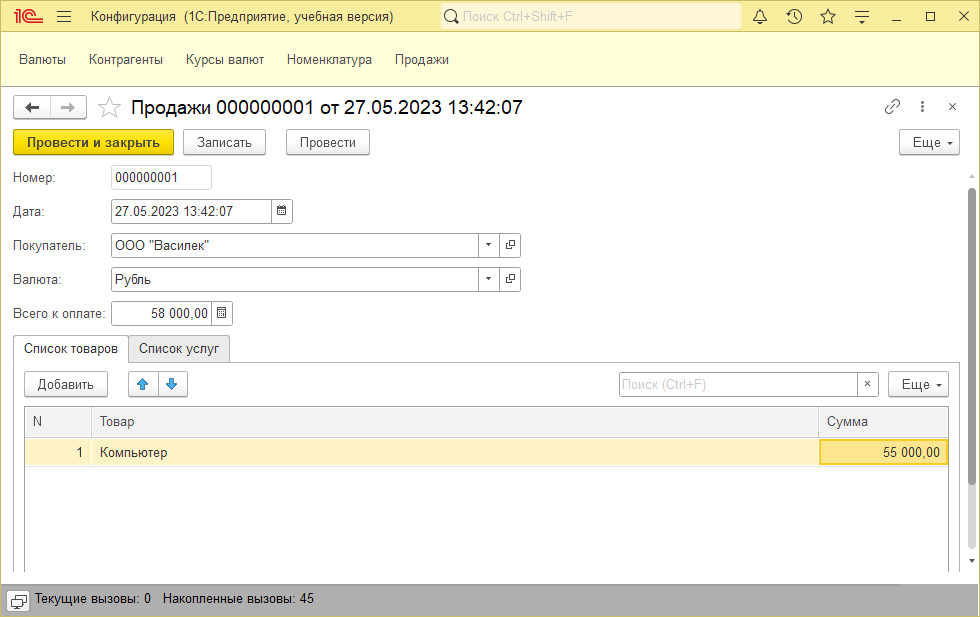 1С Конфигурация (1С:Предприятие, учебная версия) Поиск Ctrl+Shift+F
Валюты Контрагенты Курсы валют Номенклатура Продажи
Продажи 000000001 от 27.05.2023 13:42:07
Провести и закрыть Записать Провести Еще
Номер: 000000001
Дата: 27.05.2023 13:42:07
Покупатель: ООО "Василек"
Валюта: Рубль
Всего к оплате: 58 000,00
Список товаров Список услуг
Добавить Поиск (Ctrl+F) × Еще
N Товар Сумма
1 Компьютер 55 000,00
Текущие вызовы: 0 Накопленные вызовы: 45